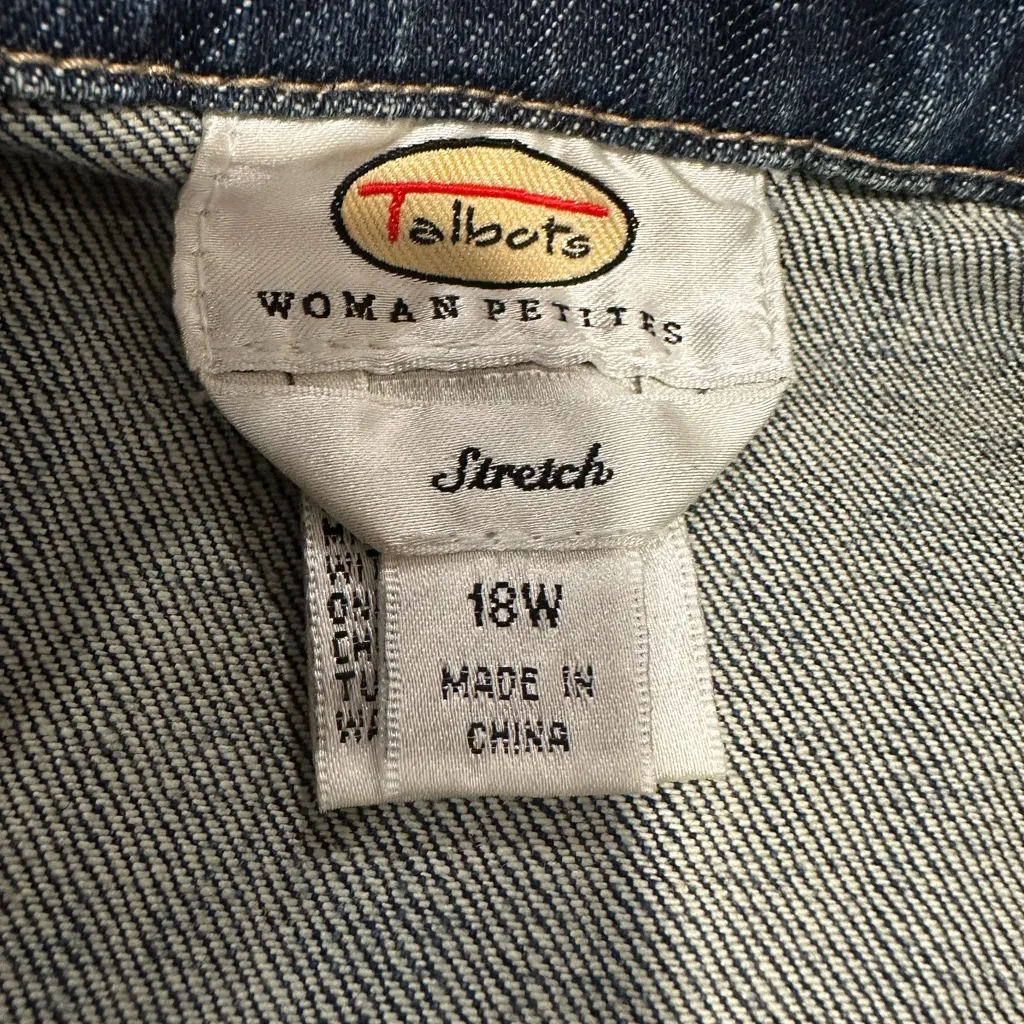 Talbots
WOMAN PETITES
Stretch
18W
MADE IN
CHINA